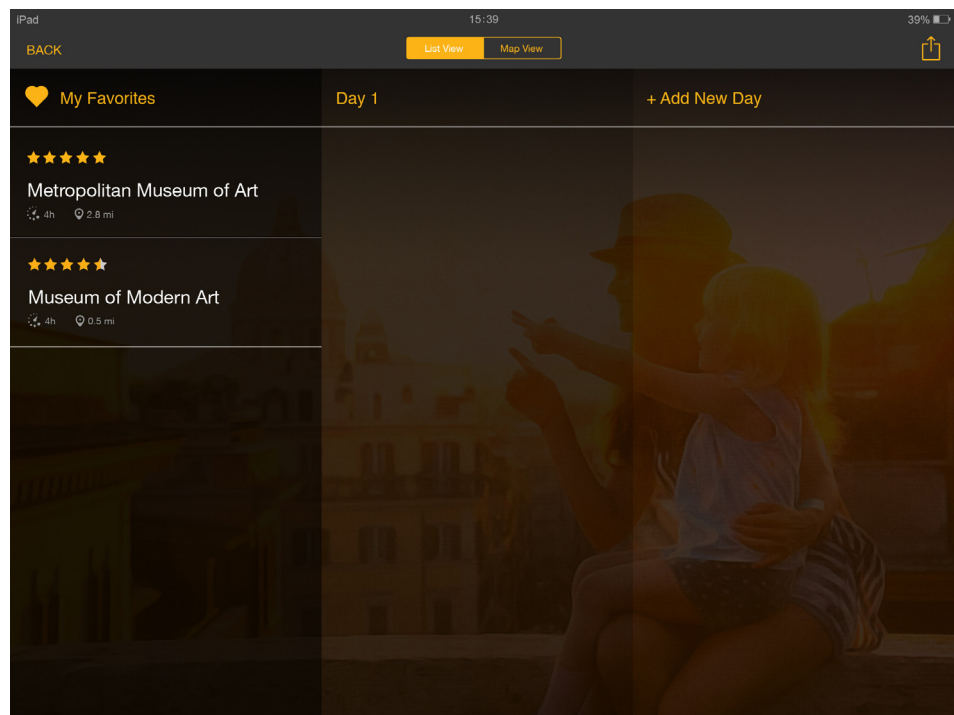 iPad
15:39
39%
BACK
List View
Map View
My Favorites
Day 1
+ Add New Day
Metropolitan Museum of Art
4h
2.8 mi
Museum of Modern Art
4h
0.5 mi